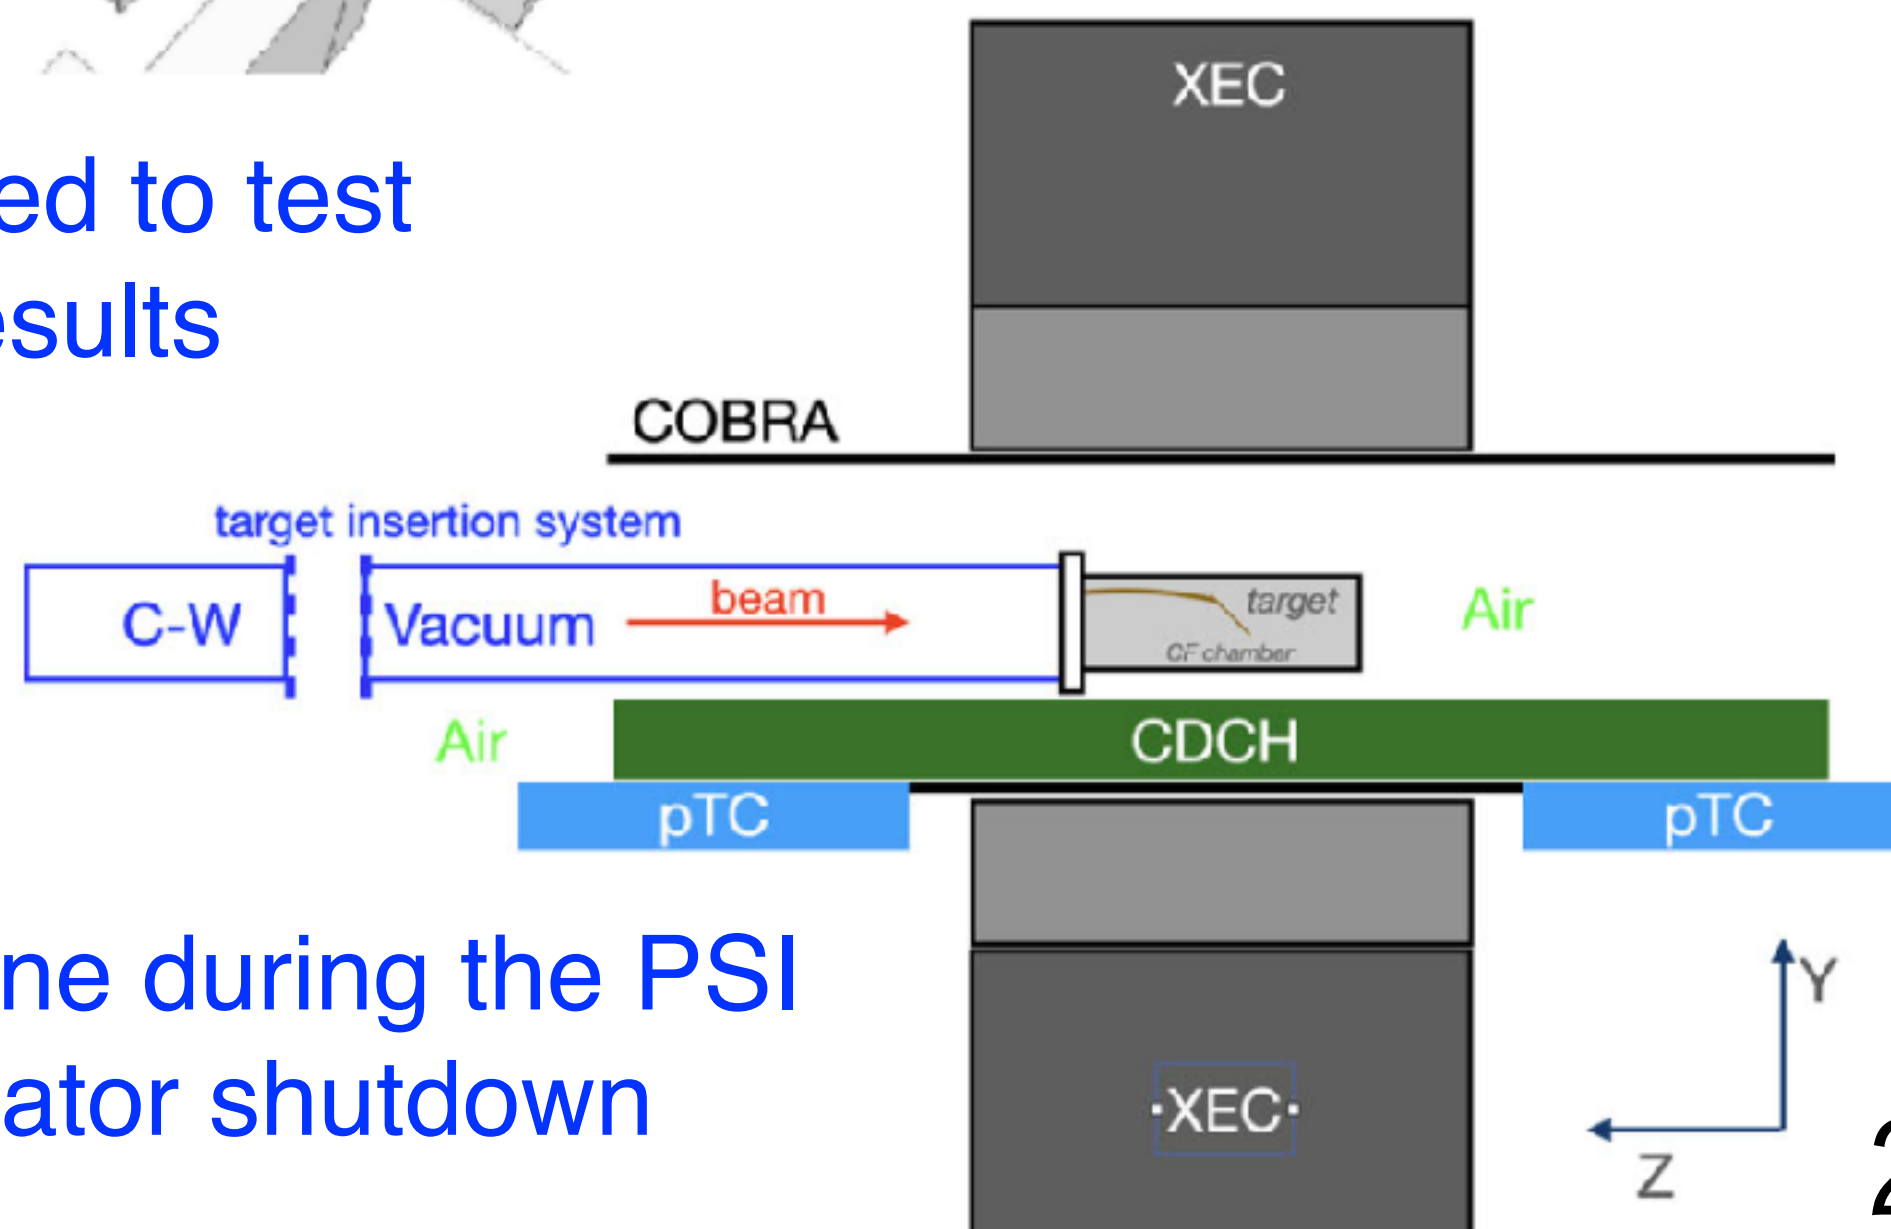 XEC
ed to test
esults
COBRA
target insertion system
C-W
Vacuum
beam
target
CF chamber
Air
Air
CDCH
pTC
pTC
ne during the PSI
ator shutdown
XEC
Y
Z
2